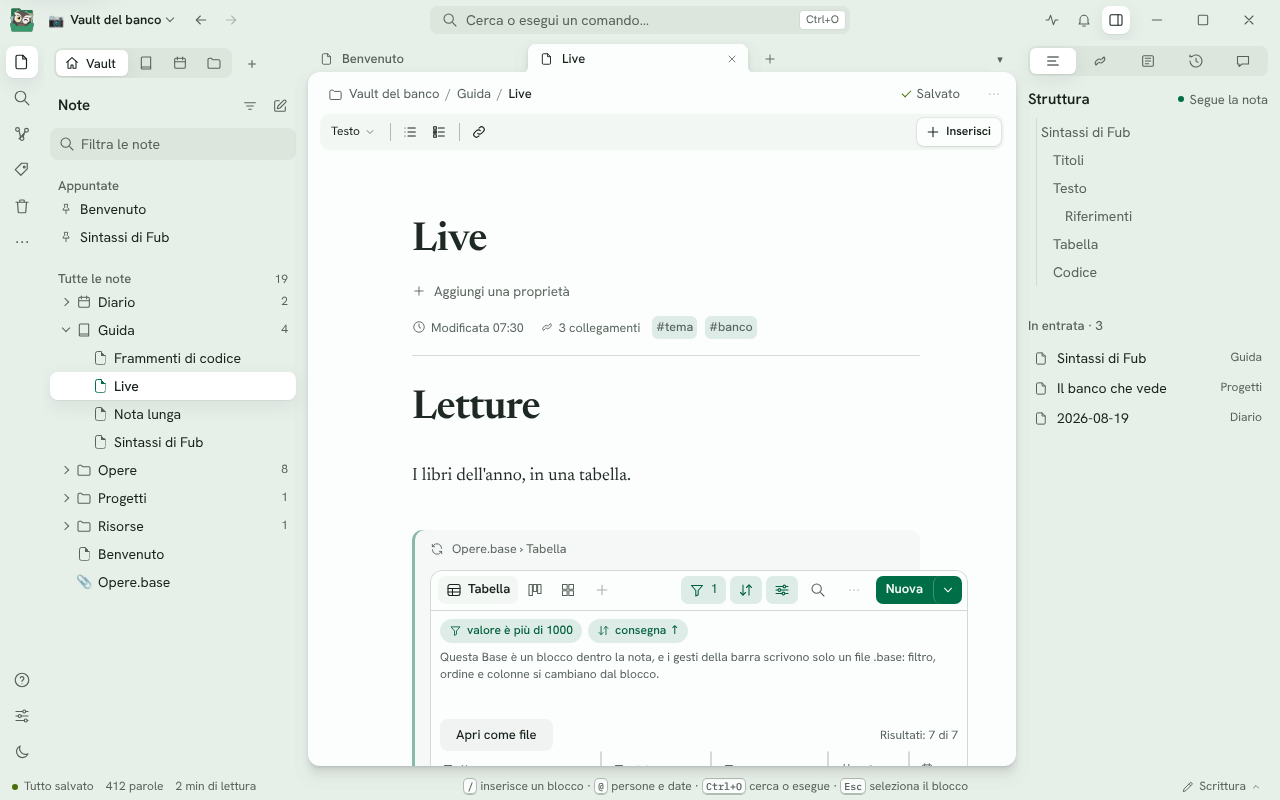 Vault del banco
Cerca o esegui un comando…
Ctrl+O
Vault
Benvenuto
Live
Note
Filtra le note
Appuntate
Benvenuto
Sintassi di Fub
Tutte le note 19
Diario 2
Guida 4
Frammenti di codice
Live
Nota lunga
Sintassi di Fub
Opere 8
Progetti 1
Risorse 1
Benvenuto
Opere.base
Vault del banco / Guida / Live
Salvato
Testo
Inserisci
Live
Aggiungi una proprietà
Modificata 07:30
3 collegamenti
#tema
#banco
Letture
I libri dell'anno, in una tabella.
Opere.base › Tabella
Tabella
1
Nuova
valore è più di 1000
consegna ↑
Questa Base è un blocco dentro la nota, e i gesti della barra scrivono solo un file .base: filtro,
ordine e colonne si cambiano dal blocco.
Apri come file
Risultati: 7 di 7
Struttura
Segue la nota
Sintassi di Fub
Titoli
Testo
Riferimenti
Tabella
Codice
In entrata · 3
Sintassi di Fub Guida
Il banco che vede Progetti
2026-08-19 Diario
Tutto salvato 412 parole 2 min di lettura
/ inserisce un blocco · @ persone e date · Ctrl+O cerca o esegue · Esc seleziona il blocco
Scrittura